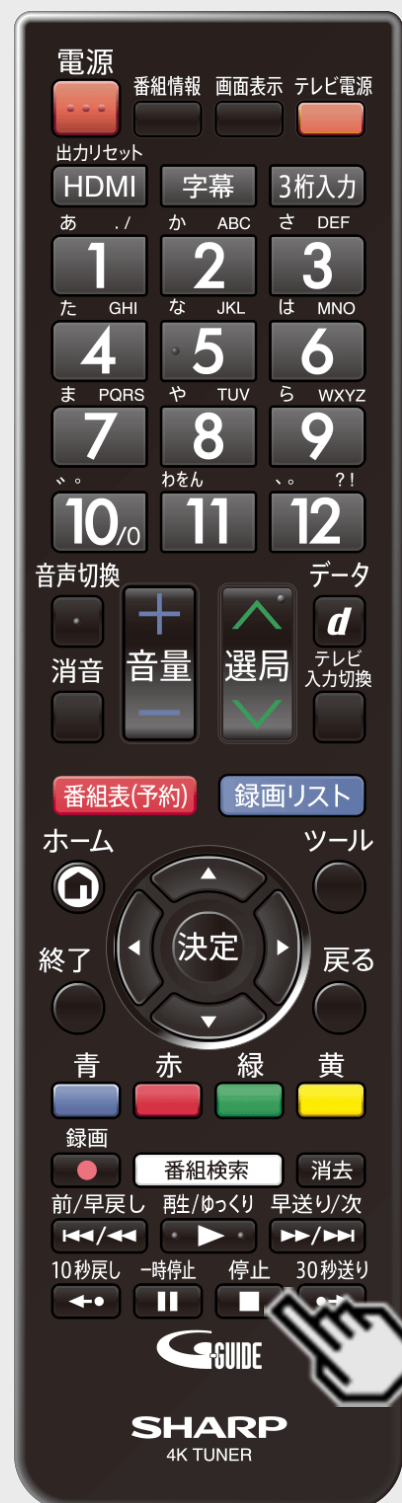 電源
番組情報 画面表示 テレビ電源
出力リセット
HDMI 字幕 3桁入力
あ ./ か ABC さ DEF
1 2 3
た GHI な JKL は MNO
4 5 6
ま PQRS や TUV ら WXYZ
7 8 9
゛゜ わをん 、。 ?!
10/0 11 12
音声切換 データ
+ d
消音 音量 選局 テレビ
入力切換
−
番組表(予約) 録画リスト
ホーム ツール
決定
終了 戻る
青 赤 緑 黄
録画
番組検索 消去
前/早戻し 再生/ゆっくり 早送り/次
10秒戻し 一時停止 停止 30秒送り
G-GUIDE
SHARP
4K TUNER